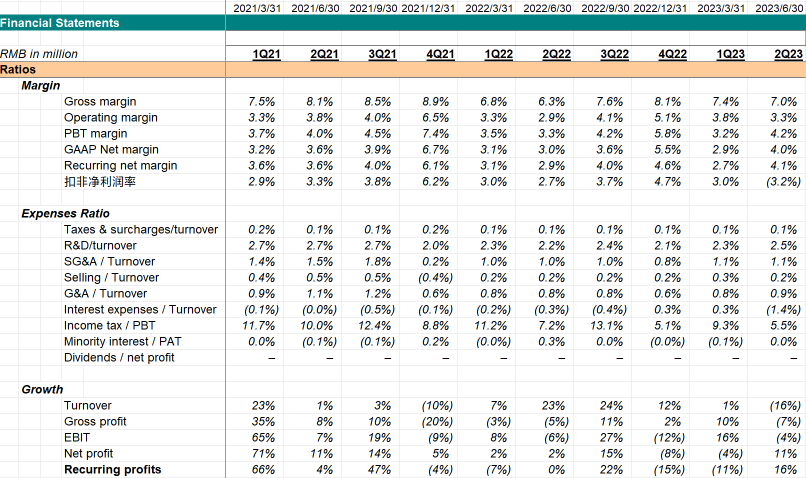 2021/3/31 2021/6/30 2021/9/30 2021/12/31 2022/3/31 2022/6/30 2022/9/30 2022/12/31 2023/3/31 2023/6/30
Financial Statements
RMB in million 1Q21 2Q21 3Q21 4Q21 1Q22 2Q22 3Q22 4Q22 1Q23 2Q23
Ratios
Margin
Gross margin 7.5% 8.1% 8.5% 8.9% 6.8% 6.3% 7.6% 8.1% 7.4% 7.0%
Operating margin 3.3% 3.8% 4.0% 6.5% 3.3% 2.9% 4.1% 5.1% 3.8% 3.3%
PBT margin 3.7% 4.0% 4.5% 7.4% 3.5% 3.3% 4.2% 5.8% 3.2% 4.2%
GAAP Net margin 3.2% 3.6% 3.9% 6.7% 3.1% 3.0% 3.6% 5.5% 2.9% 4.0%
Recurring net margin 3.6% 3.6% 4.0% 6.1% 3.1% 2.9% 4.0% 4.6% 2.7% 4.1%
扣非净利润率 2.9% 3.3% 3.8% 6.2% 3.0% 2.7% 3.7% 4.7% 3.0% (3.2%)
Expenses Ratio
Taxes & surcharges/turnover 0.2% 0.1% 0.1% 0.2% 0.1% 0.1% 0.1% 0.1% 0.1% 0.1%
R&D/turnover 2.7% 2.7% 2.7% 2.0% 2.3% 2.2% 2.4% 2.1% 2.3% 2.5%
SG&A / Turnover 1.4% 1.5% 1.8% 0.2% 1.0% 1.0% 1.0% 0.8% 1.1% 1.1%
Selling / Turnover 0.4% 0.5% 0.5% (0.4%) 0.2% 0.2% 0.2% 0.2% 0.3% 0.2%
G&A / Turnover 0.9% 1.1% 1.2% 0.6% 0.8% 0.8% 0.8% 0.6% 0.8% 0.9%
Interest expenses / Turnover (0.1%) (0.0%) (0.5%) (0.1%) (0.2%) (0.3%) (0.4%) 0.3% 0.3% (1.4%)
Income tax / PBT 11.7% 10.0% 12.4% 8.8% 11.2% 7.2% 13.1% 5.1% 9.3% 5.5%
Minority interest / PAT 0.0% (0.1%) (0.1%) 0.2% (0.0%) 0.3% 0.0% (0.0%) (0.1%) 0.0%
Dividends / net profit – – – – – – – – – –
Growth
Turnover 23% 1% 3% (10%) 7% 23% 24% 12% 1% (16%)
Gross profit 35% 8% 10% (20%) (3%) (5%) 11% 2% 10% (7%)
EBIT 65% 7% 19% (9%) 8% (6%) 27% (12%) 16% (4%)
Net profit 71% 11% 14% 5% 2% 2% 15% (8%) (4%) 11%
Recurring profits 66% 4% 47% (4%) (7%) 0% 22% (15%) (11%) 16%